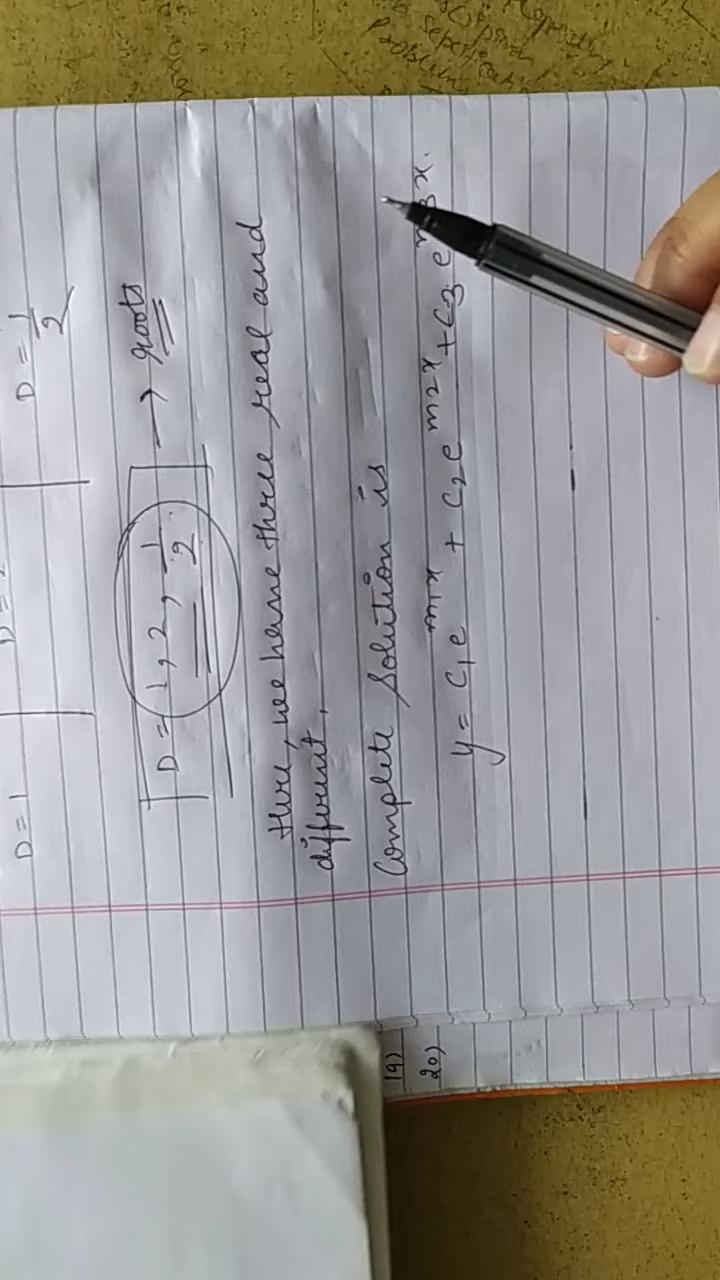 D = 1 D = 2 D = 1/2
D = 1, 2, 1/2 → roots
Here, we have three real and
different.
Complete solution is
y = C₁e^m₁x + C₂e^m₂x + C₃e^m₃x.
19)
20)